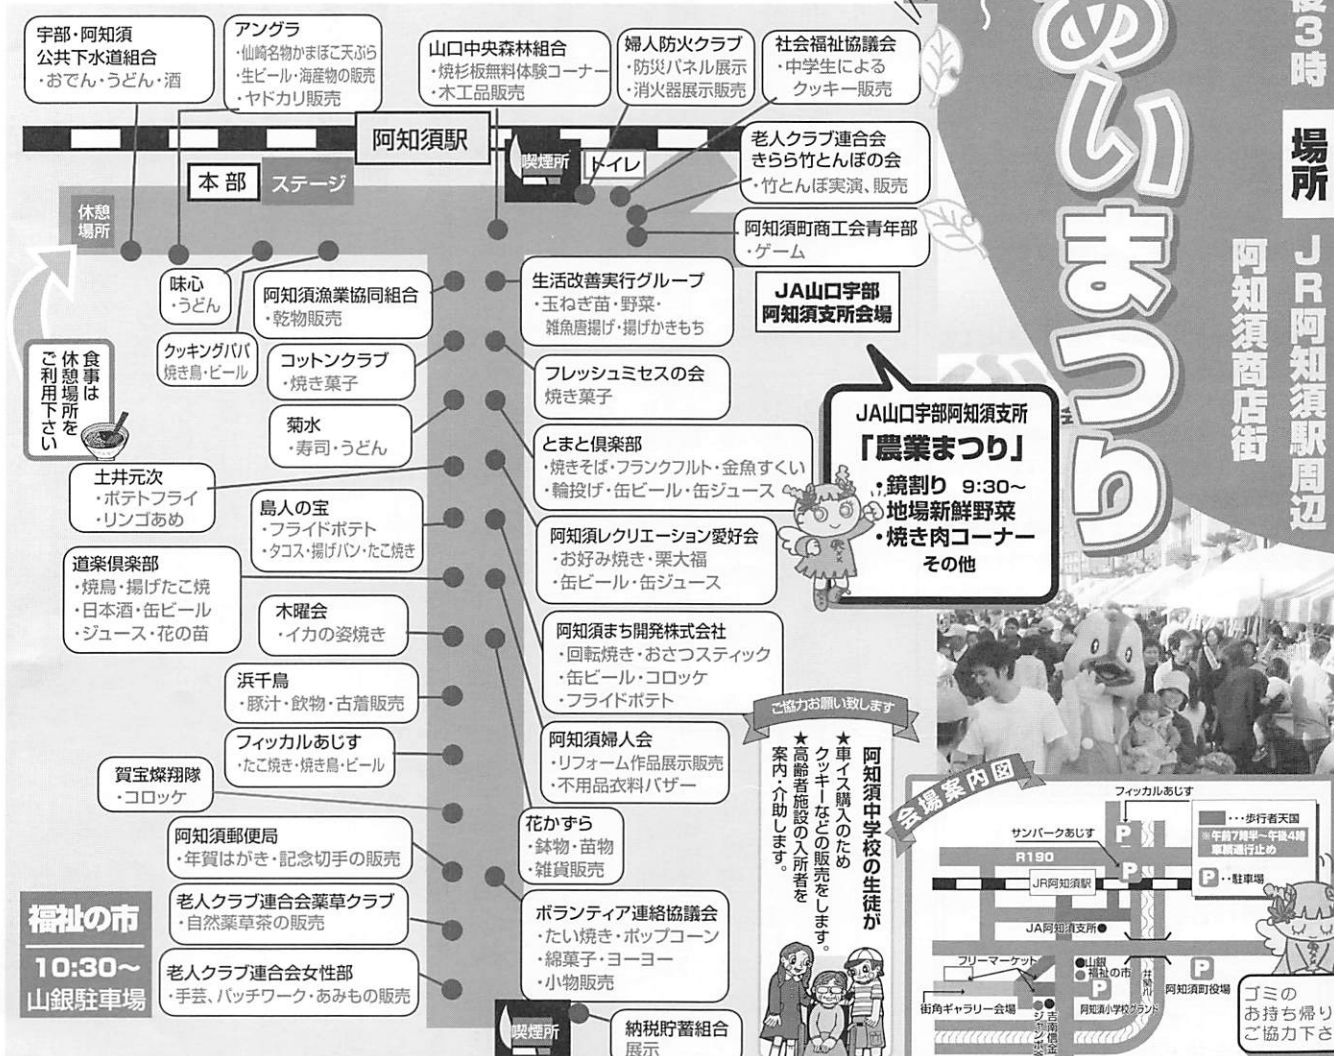 宇部・阿知須
公共下水道組合
・おでん・うどん・酒
アングラ
・仙崎名物かまぼこ天ぷら
・生ビール・海産物の販売
・ヤドカリ販売
山口中央森林組合
・焼杉板無料体験コーナー
・木工品販売
婦人防火クラブ
・防災パネル展示
・消火器展示販売
社会福祉協議会
・中学生による
クッキー販売
阿知須駅
喫煙所
トイレ
本部
ステージ
休憩
場所
老人クラブ連合会
きらら竹とんぼの会
・竹とんぼ実演、販売
阿知須町商工会青年部
・ゲーム
味心
・うどん
クッキングパパ
焼き鳥・ビール
食事は
休憩場所を
ご利用下さい
阿知須漁業協同組合
・乾物販売
コットンクラブ
・焼き菓子
菊水
・寿司・うどん
土井元次
・ポテトフライ
・リンゴあめ
島人の宝
・フライドポテト
・タコス・揚げパン・たこ焼き
道楽倶楽部
・焼鳥・揚げたこ焼
・日本酒・缶ビール
・ジュース・花の苗
木曜会
・イカの姿焼き
浜千鳥
・豚汁・飲物・古着販売
フィッカルあじす
・たこ焼き・焼き鳥・ビール
賀宝燦翔隊
・コロッケ
阿知須郵便局
・年賀はがき・記念切手の販売
老人クラブ連合会薬草クラブ
・自然薬草茶の販売
老人クラブ連合会女性部
・手芸、パッチワーク・あみもの販売
福祉の市
10:30～
山銀駐車場
生活改善実行グループ
・玉ねぎ苗・野菜・
雑魚唐揚げ・揚げかきもち
フレッシュミセスの会
焼き菓子
とまと倶楽部
・焼きそば・フランクフルト・金魚すくい
・輪投げ・缶ビール・缶ジュース
阿知須レクリエーション愛好会
・お好み焼き・栗大福
・缶ビール・缶ジュース
阿知須まち開発株式会社
・回転焼き・おさつスティック
・缶ビール・コロッケ
・フライドポテト
阿知須婦人会
・リフォーム作品展示販売
・不用品衣料バザー
花かずら
・鉢物・苗物
・雑貨販売
ボランティア連絡協議会
・たい焼き・ポップコーン
・綿菓子・ヨーヨー
・小物販売
喫煙所
納税貯蓄組合
展示
JA山口宇部
阿知須支所会場
JA山口宇部阿知須支所
「農業まつり」
・鏡割り 9:30～
・地場新鮮野菜
・焼き肉コーナー
その他
ご協力お願い致します
阿知須中学校の生徒が
★車イス購入のため
クッキーなどの販売をします。
★高齢者施設の入所者を
案内・介助します。
後3時
場所
JR阿知須駅周辺
阿知須商店街
あいまつり
会場案内図
フィッカルあじす
サンパークあじす
R190
JR阿知須駅
JA阿知須支所
フリーマーケット
山銀
福祉の市
街角ギャラリー会場
吉南信金
阿知須小学校グランド
井関川
阿知須町役場
P
P
P
P
・・・歩行者天国
※午前7時半～午後4時
車輌通行止め
P・・駐車場
ゴミの
お持ち帰り
ご協力下さ